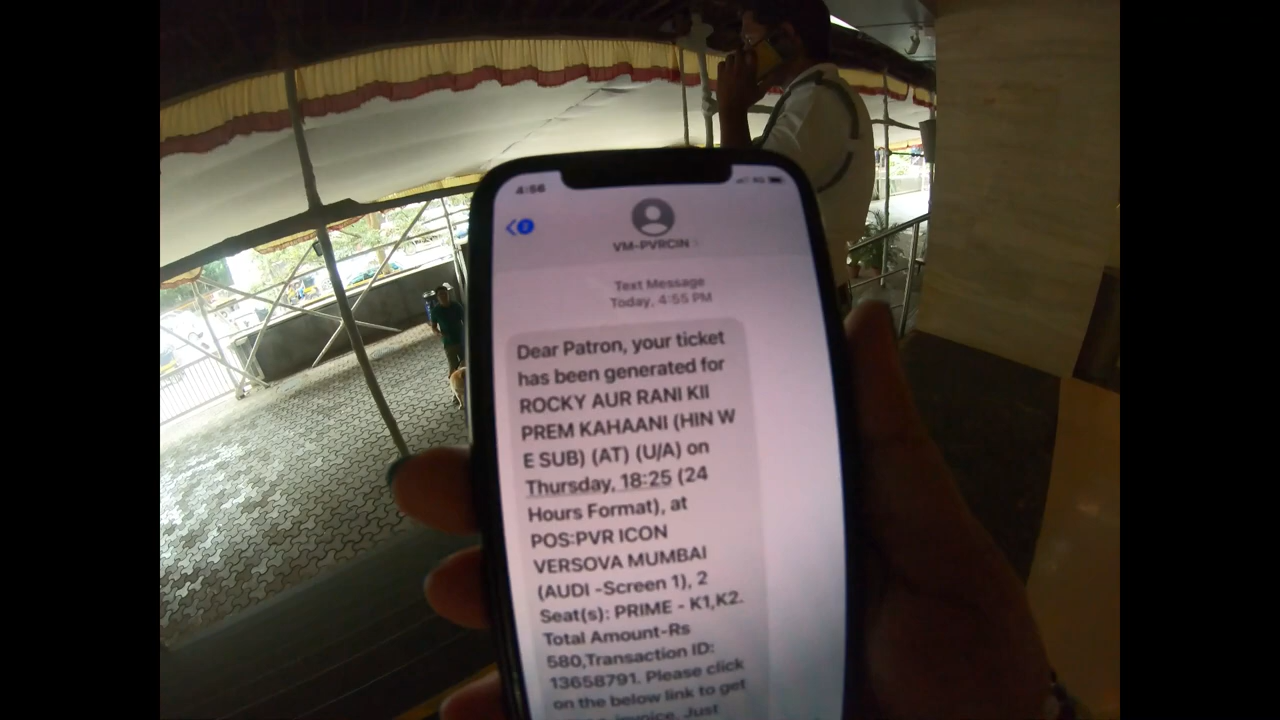 4:56
2
VM-PVRCIN
Text Message
Today, 4:55 PM
Dear Patron, your ticket
has been generated for
ROCKY AUR RANI KII
PREM KAHAANI (HIN W
E SUB) (AT) (U/A) on
Thursday, 18:25 (24
Hours Format), at
POS:PVR ICON
VERSOVA MUMBAI
(AUDI -Screen 1), 2
Seat(s): PRIME - K1,K2.
Total Amount-Rs
580,Transaction ID:
13658791. Please click
on the below link to get
invoice. Just